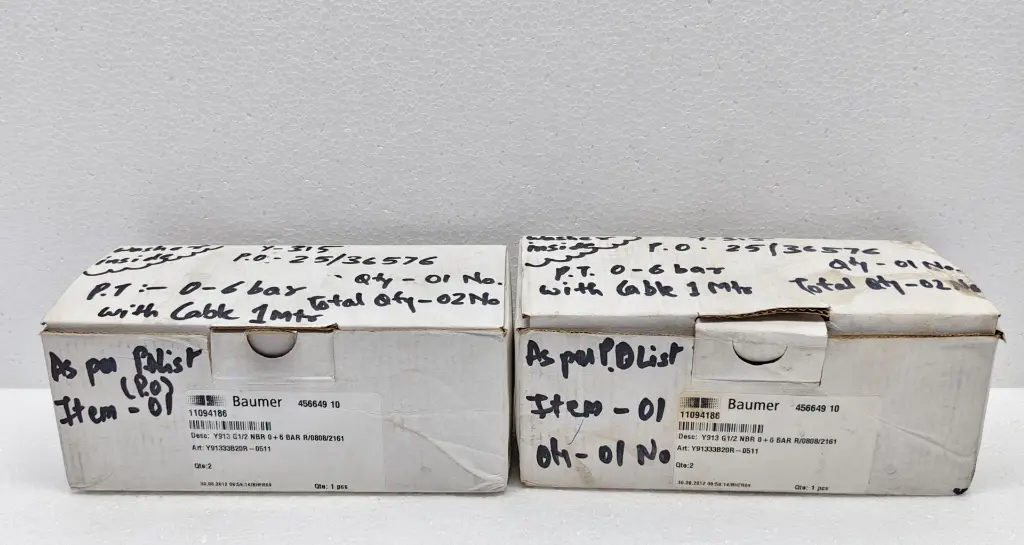 washer
inside
Y-315
P.O-25/36576
Qty-01 No.
P.T :- 0-6 bar
Total Qty-02 No
with Cable 1 Mtr
As per P.O List
(P.O)
Item-01
Baumer 456649 10
11094186
Desc: Y913 G1/2 NBR 0+6 BAR R/0808/2161
Art: Y91333B20R-0511
Qte:2
Qte: 1 pcs
inside
P.O-25/36576
Qty-01 No.
P.T. 0-6 bar
Total Qty-02 No
with Cable 1 Mtr
As per P.O List
Item-01
Qty-01 No
Baumer 456649 10
11094186
Desc: Y913 G1/2 NBR 0+6 BAR R/0808/2161
Art: Y91333B20R-0511
Qte:2
Qte: 1 pcs